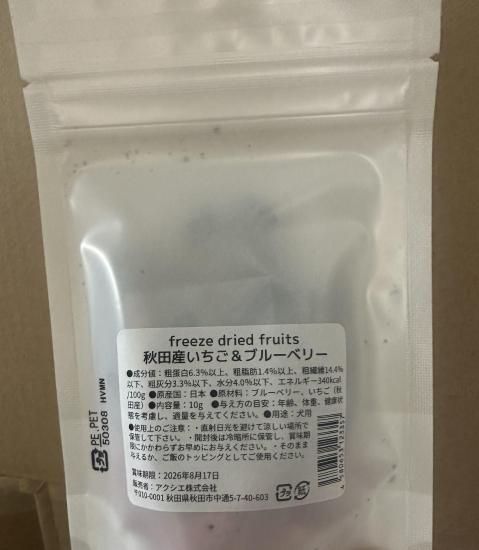 freeze dried fruits
秋田産いちご＆ブルーベリー
●成分値：粗蛋白6.3%以上、粗脂肪1.4%以上、粗繊維14.4%
以下、粗灰分3.3%以下、水分4.0%以下、エネルギー340kcal
/100g ●原産国：日本 ●原材料：ブルーベリー、いちご（秋
田産）●内容量：10g ●与え方の目安：年齢、体重、健康状
態を考慮し、適量を与えてください。●用途：犬用
●使用上のご注意：・直射日光を避けて涼しい場所で
保管して下さい。・開封後は冷暗所に保管し、賞味期
限にかかわらずお早めにお与えください。・そのまま
与えるか、ご飯のトッピングとしてご使用ください。
賞味期限：2026年8月17日
販売者：アクシエ株式会社
〒010-0001 秋田県秋田市中通5-7-40-603
プラ
PE, PET
50308 HVMN
プラ